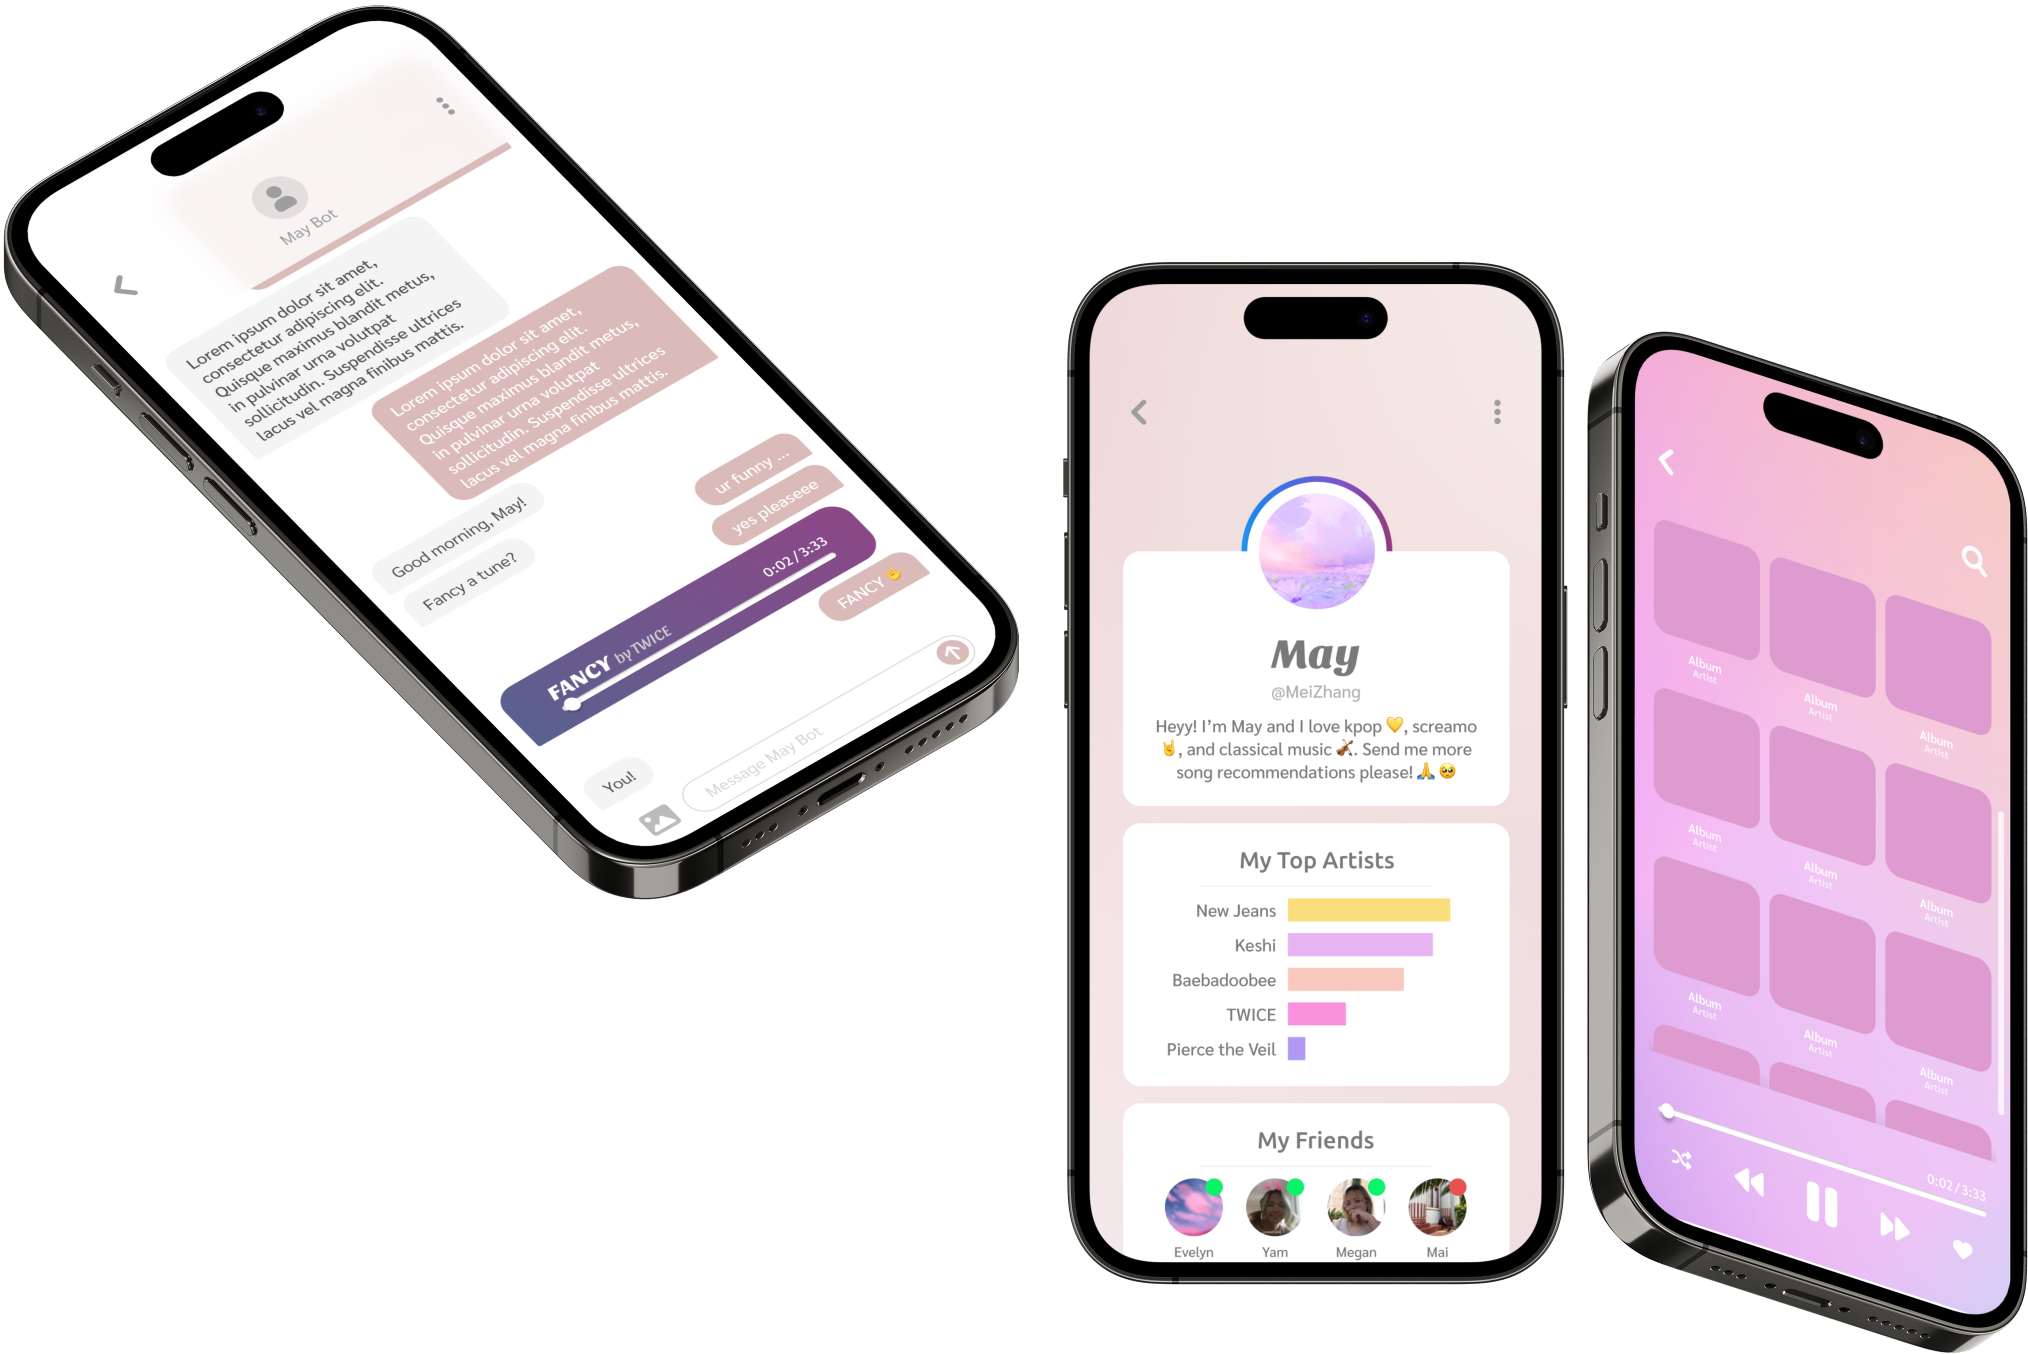 May Bot
Lorem ipsum dolor sit amet,
consectetur adipiscing elit.
Quisque maximus blandit metus,
in pulvinar urna volutpat
sollicitudin. Suspendisse ultrices
lacus vel magna finibus mattis.
Lorem ipsum dolor sit amet,
consectetur adipiscing elit.
Quisque maximus blandit metus,
in pulvinar urna volutpat
sollicitudin. Suspendisse ultrices
lacus vel magna finibus mattis.
Good morning, May!
Fancy a tune?
ur funny ...
yes pleaseee
FANCY by TWICE
0:02/3:33
FANCY 🤙
You!
Message May Bot
May
@MeiZhang
Heyy! I’m May and I love kpop 💛, screamo
🤘, and classical music 🎻. Send me more
song recommendations please! 🙏 🥺
My Top Artists
New Jeans
Keshi
Baebadoobee
TWICE
Pierce the Veil
My Friends
Evelyn
Yam
Megan
Mai
Album
Artist
Album
Artist
Album
Artist
Album
Artist
Album
Artist
Album
Artist
Album
Artist
Album
Artist
Album
Artist
0:02/3:33